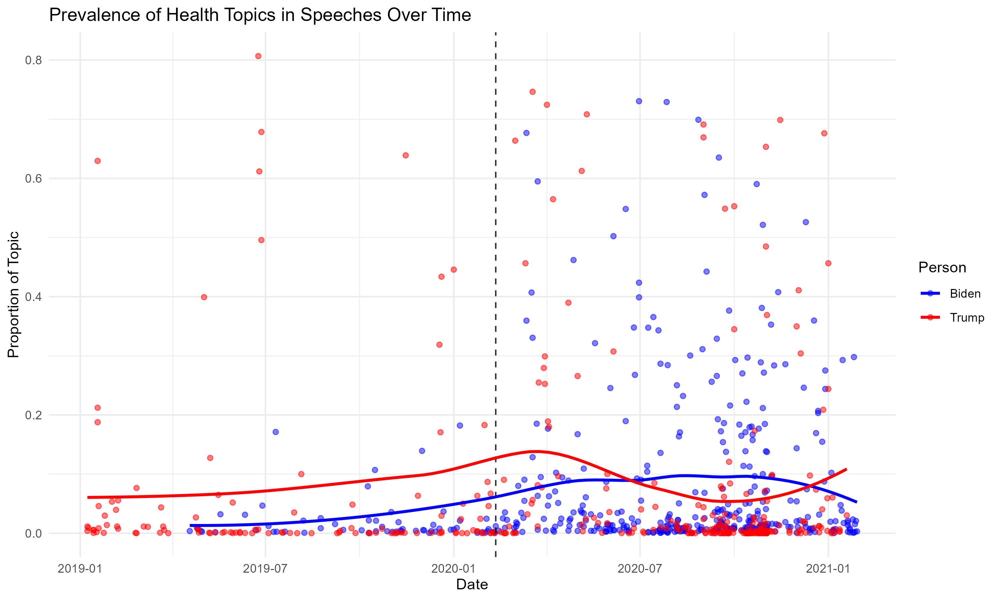 Prevalence of Health Topics in Speeches Over Time
Proportion of Topic
0.8
0.6
0.4
0.2
0.0
2019-01
2019-07
2020-01
2020-07
2021-01
Date
Person
Biden
Trump